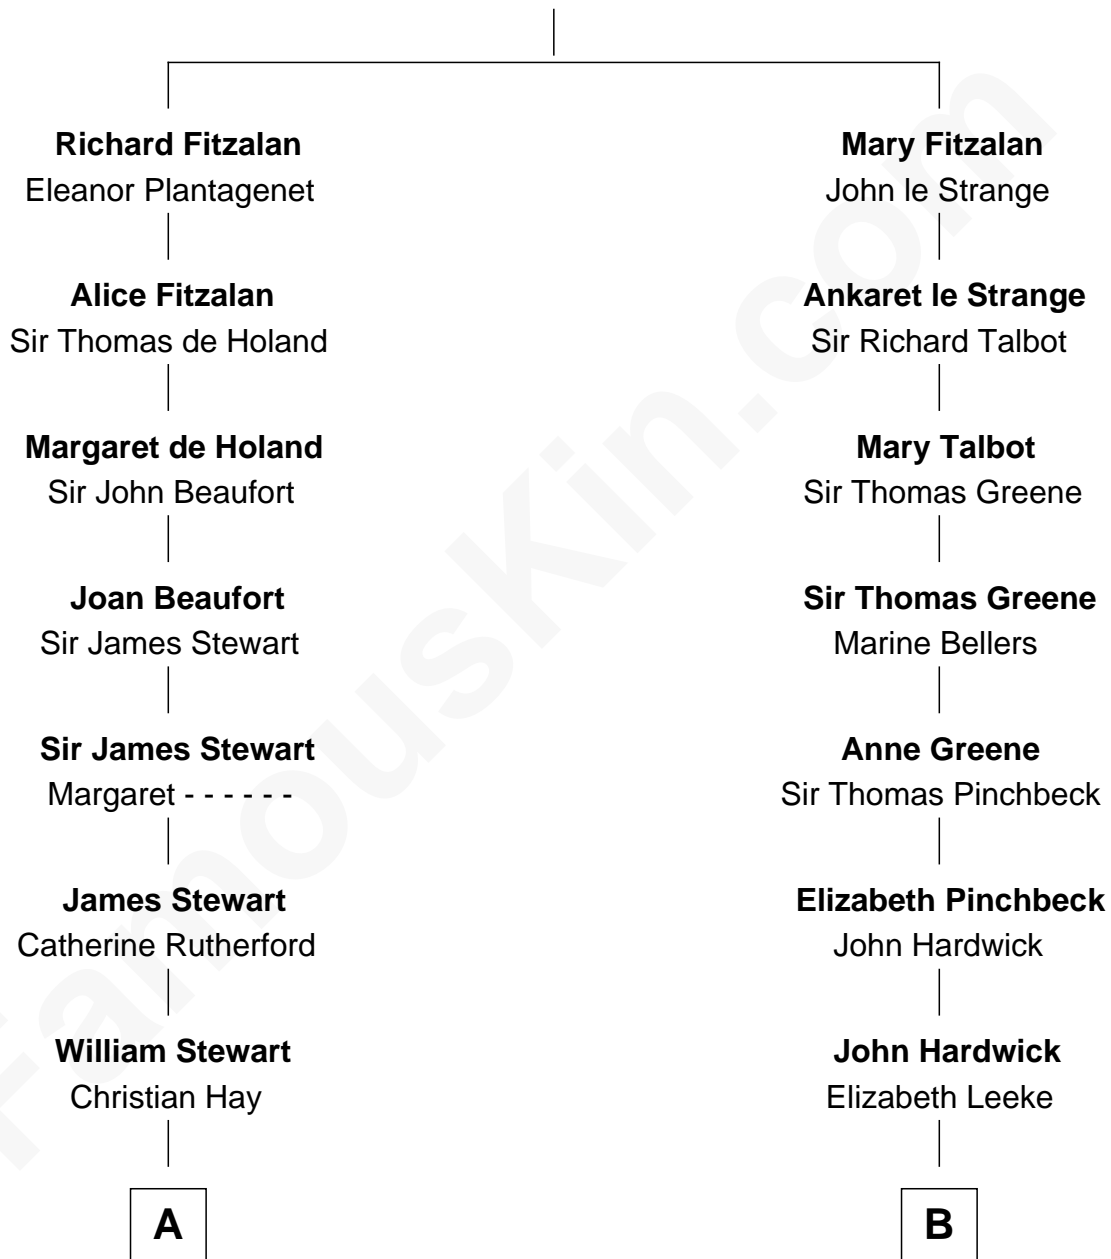 Richard Fitzalan
Eleanor Plantagenet
Alice Fitzalan
Sir Thomas de Holand
Margaret de Holand
Sir John Beaufort
Joan Beaufort
Sir James Stewart
Sir James Stewart
Margaret - - - - - -
James Stewart
Catherine Rutherford
William Stewart
Christian Hay
A
Mary Fitzalan
John le Strange
Ankaret le Strange
Sir Richard Talbot
Mary Talbot
Sir Thomas Greene
Sir Thomas Greene
Marine Bellers
Anne Greene
Sir Thomas Pinchbeck
Elizabeth Pinchbeck
John Hardwick
John Hardwick
Elizabeth Leeke
B
FamousKin.com